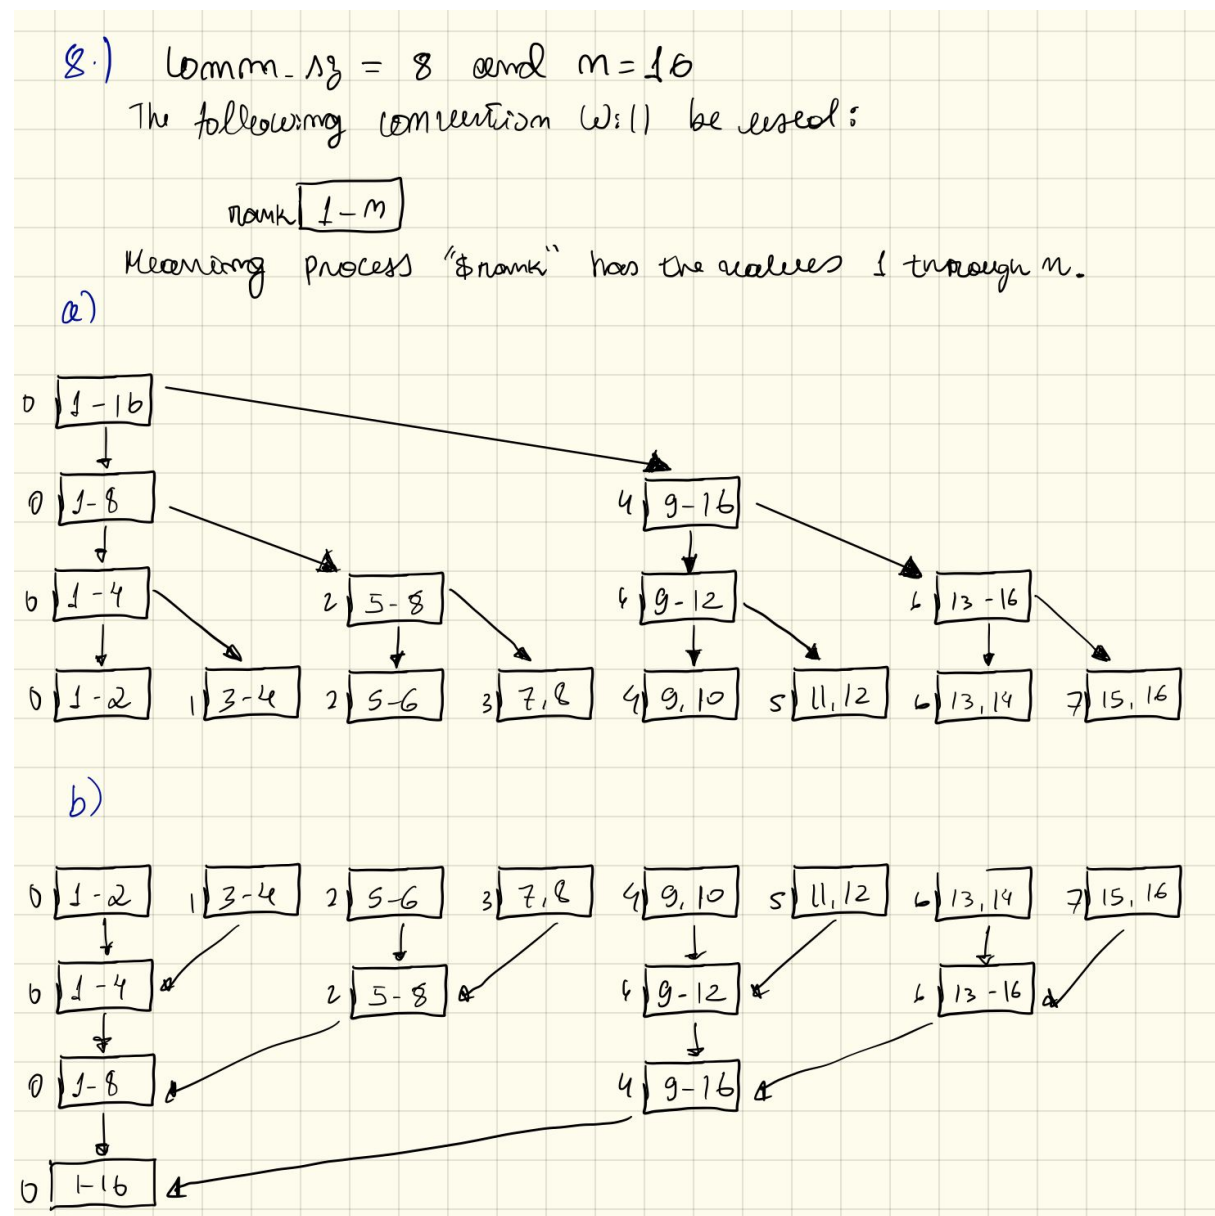 8.) Comm_sz = 8 and n=16
The following convention will be used:
rank 1-n
Meaning process "$rank" has the values 1 through n.
a)
0 1-16
0 1-8 4 9-16
0 1-4 2 5-8 4 9-12 6 13-16
0 1-2 1 3-4 2 5-6 3 7,8 4 9,10 5 11,12 6 13,14 7 15,16
b)
0 1-2 1 3-4 2 5-6 3 7,8 4 9,10 5 11,12 6 13,14 7 15,16
0 1-4 2 5-8 4 9-12 6 13-16
0 1-8 4 9-16
0 1-16